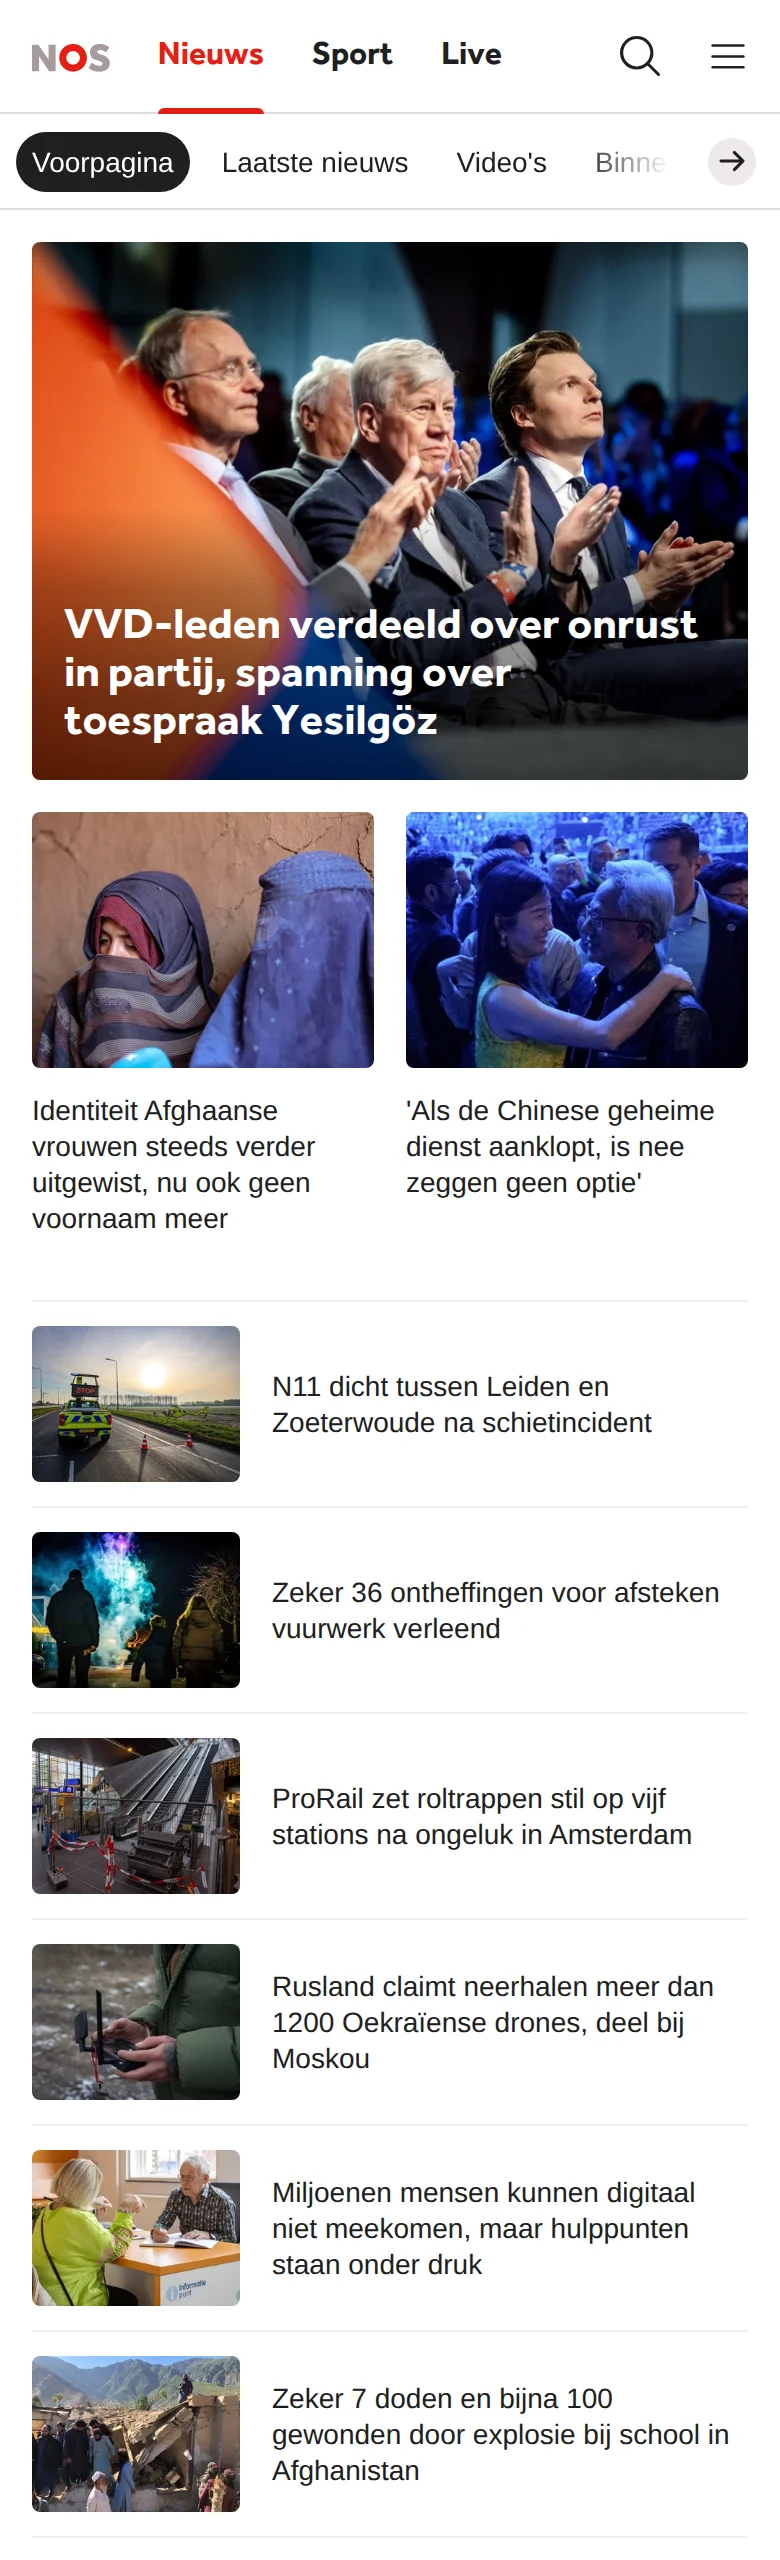 NOS
Nieuws
Sport
Live
Voorpagina
Laatste nieuws
Video's
Binne
VVD-leden verdeeld over onrust
in partij, spanning over
toespraak Yesilgöz
Identiteit Afghaanse
vrouwen steeds verder
uitgewist, nu ook geen
voornaam meer
'Als de Chinese geheime
dienst aanklopt, is nee
zeggen geen optie'
STOP
N11 dicht tussen Leiden en
Zoeterwoude na schietincident
Zeker 36 ontheffingen voor afsteken
vuurwerk verleend
ProRail zet roltrappen stil op vijf
stations na ongeluk in Amsterdam
Rusland claimt neerhalen meer dan
1200 Oekraïense drones, deel bij
Moskou
informatie
punt
Miljoenen mensen kunnen digitaal
niet meekomen, maar hulppunten
staan onder druk
Zeker 7 doden en bijna 100
gewonden door explosie bij school in
Afghanistan